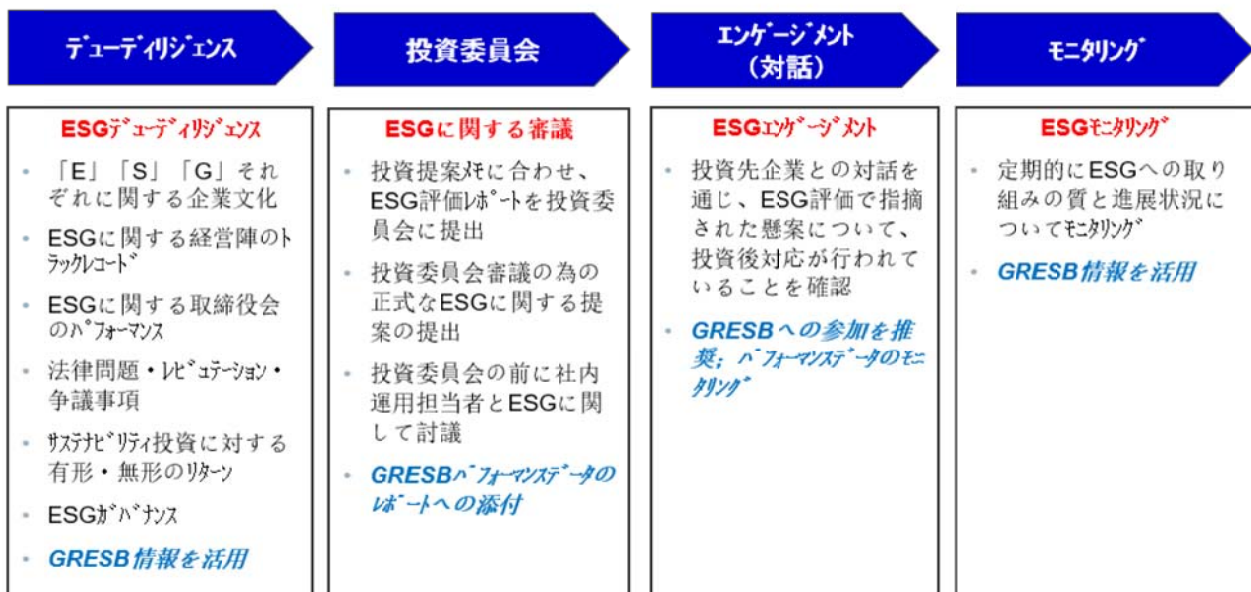 デューディリジェンス
投資委員会
エンゲージメント
(対話)
モニタリング
ESGデューディリジェンス
・ 「E」「S」「G」それ
ぞれに関する企業文化
・ ESGに関する経営陣のト
ラックレコード
・ ESGに関する取締役会
のパフォーマンス
・ 法律問題・レピュテーション・
争議事項
・ サステナビリティ投資に対する
有形・無形のリターン
・ ESGガバナンス
・ GRESB情報を活用
ESGに関する審議
・ 投資提案メモに合わせ、
ESG評価レポートを投資委
員会に提出
・ 投資委員会審議の為の
正式なESGに関する提
案の提出
・ 投資委員会の前に社内
運用担当者とESGに関
して討議
・ GRESBパフォーマンスデータの
レポートへの添付
ESGエンゲージメント
・ 投資先企業との対話を
通じ、ESG評価で指摘
された懸案について、
投資後対応が行われて
いることを確認
・ GRESBへの参加を推
奨; パフォーマンスデータのモニ
タリング
ESGモニタリング
・ 定期的にESGへの取り
組みの質と進展状況に
ついてモニタリング
・ GRESB情報を活用